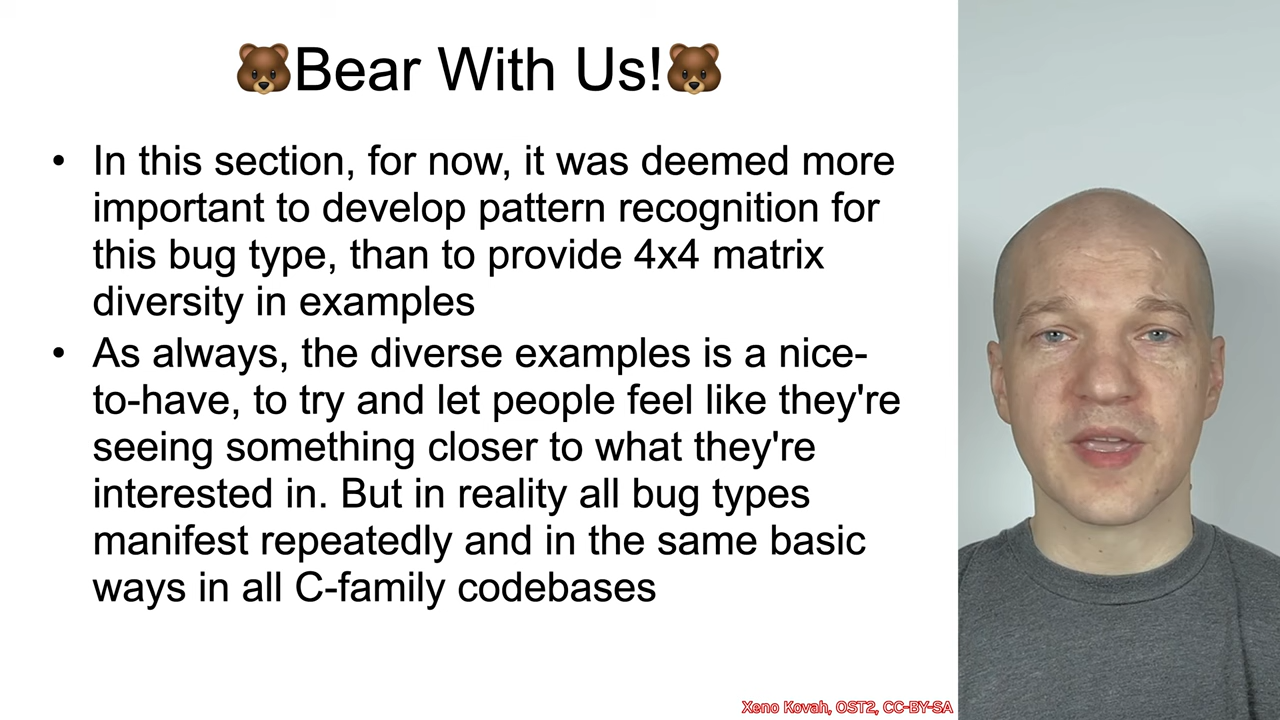 🐻Bear With Us!🐻
• In this section, for now, it was deemed more
important to develop pattern recognition for
this bug type, than to provide 4x4 matrix
diversity in examples
• As always, the diverse examples is a nice-
to-have, to try and let people feel like they're
seeing something closer to what they're
interested in. But in reality all bug types
manifest repeatedly and in the same basic
ways in all C-family codebases
Xeno Kovah, OST2, CC-BY-SA